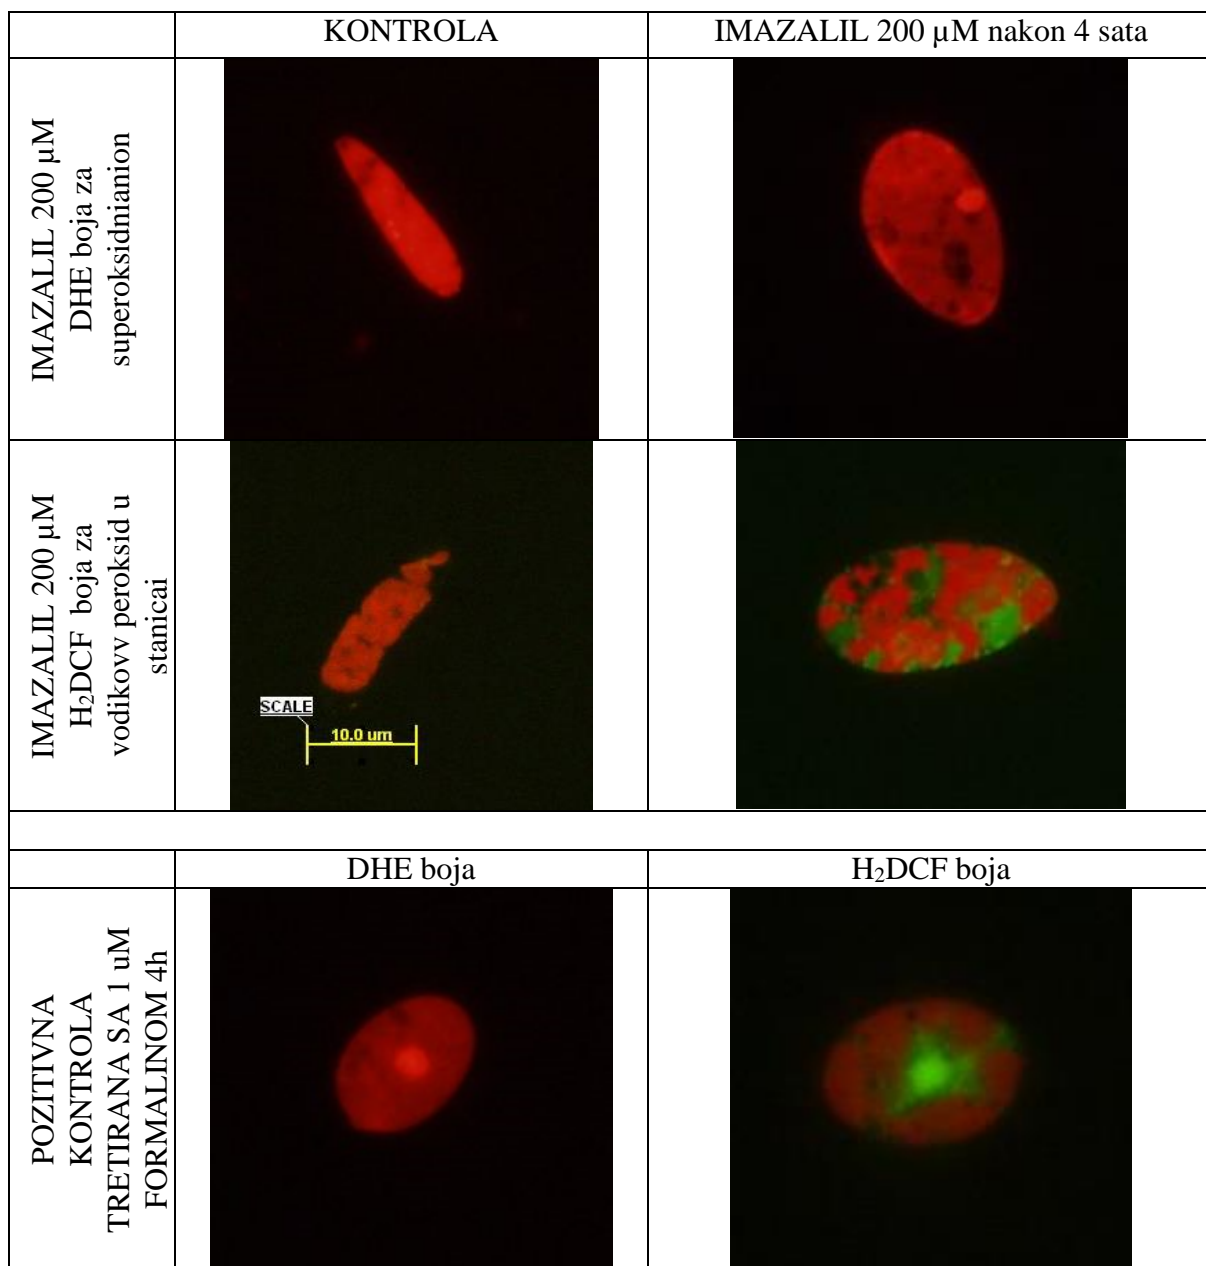 KONTROLA
IMAZALIL 200 µM nakon 4 sata
IMAZALIL 200 µM
DHE boja za
superoksidnianion
IMAZALIL 200 µM
H₂DCF boja za
vodikovv peroksid u
stanicai
SCALE
10.0 um
DHE boja
H₂DCF boja
POZITIVNA
KONTROLA
TRETIRANA SA 1 uM
FORMALINOM 4h